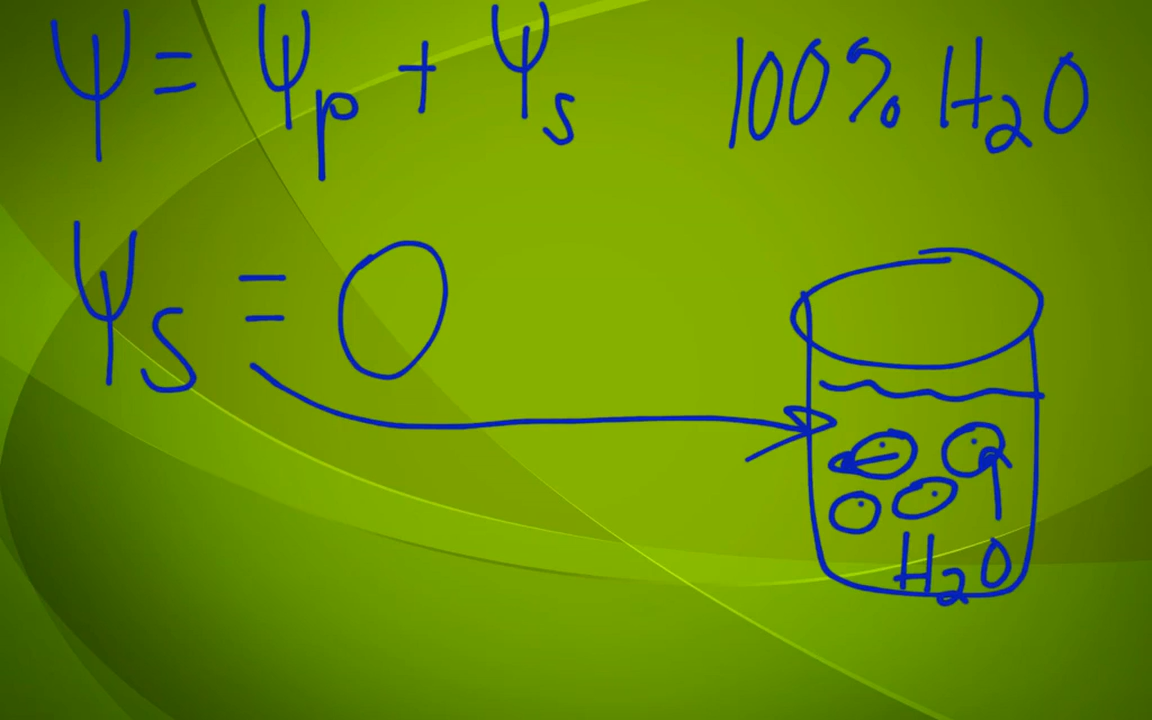 Ψ = Ψp + Ψs
100% H₂O
Ψs = 0
H₂O